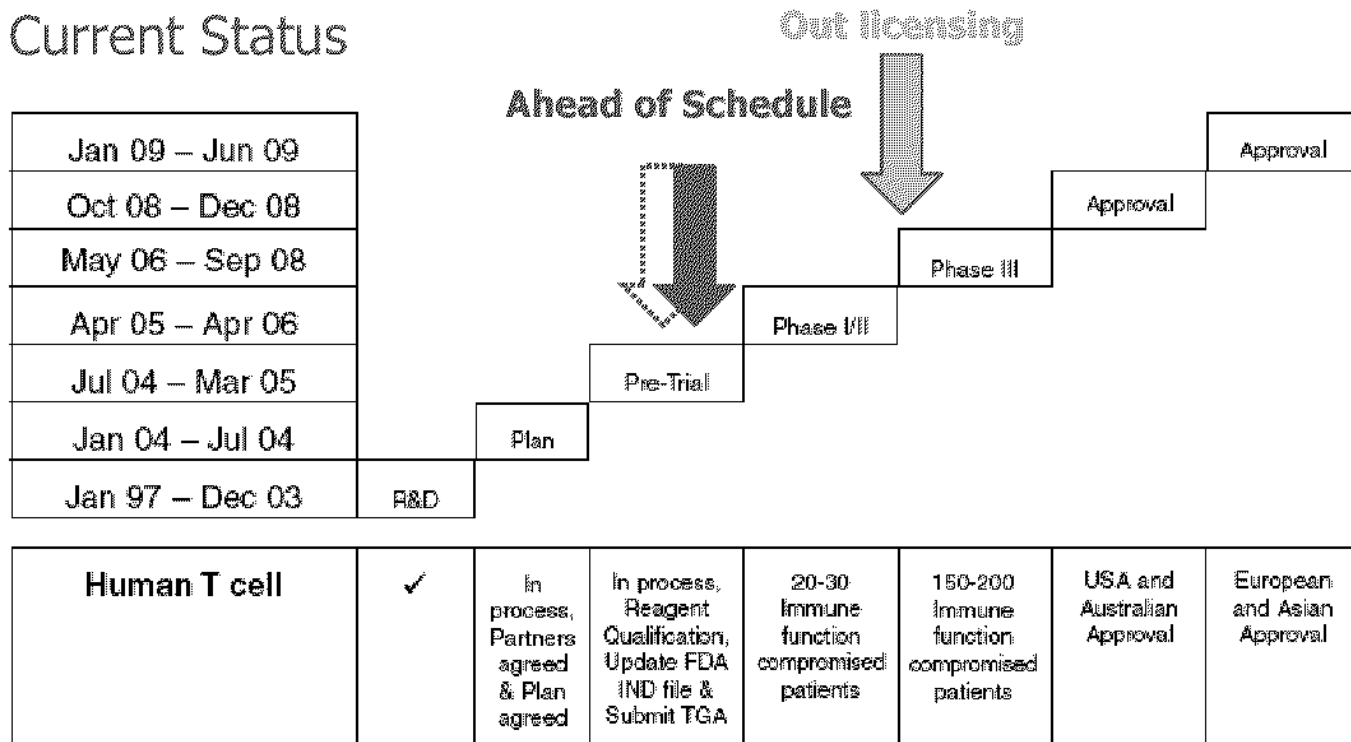 Current Status
Out licensing
Ahead of Schedule
Jan 09 – Jun 09
Approval
Oct 08 – Dec 08
Approval
May 06 – Sep 08
Phase III
Apr 05 – Apr 06
Phase I/II
Jul 04 – Mar 05
Pre-Trial
Jan 04 – Jul 04
Plan
Jan 97 – Dec 03
R&D
Human T cell
✓
In
process,
Partners
agreed
& Plan
agreed
In process,
Reagent
Qualification,
Update FDA
IND file &
Submit TGA
20-30
Immune
function
compromised
patients
150-200
Immune
function
compromised
patients
USA and
Australian
Approval
European
and Asian
Approval